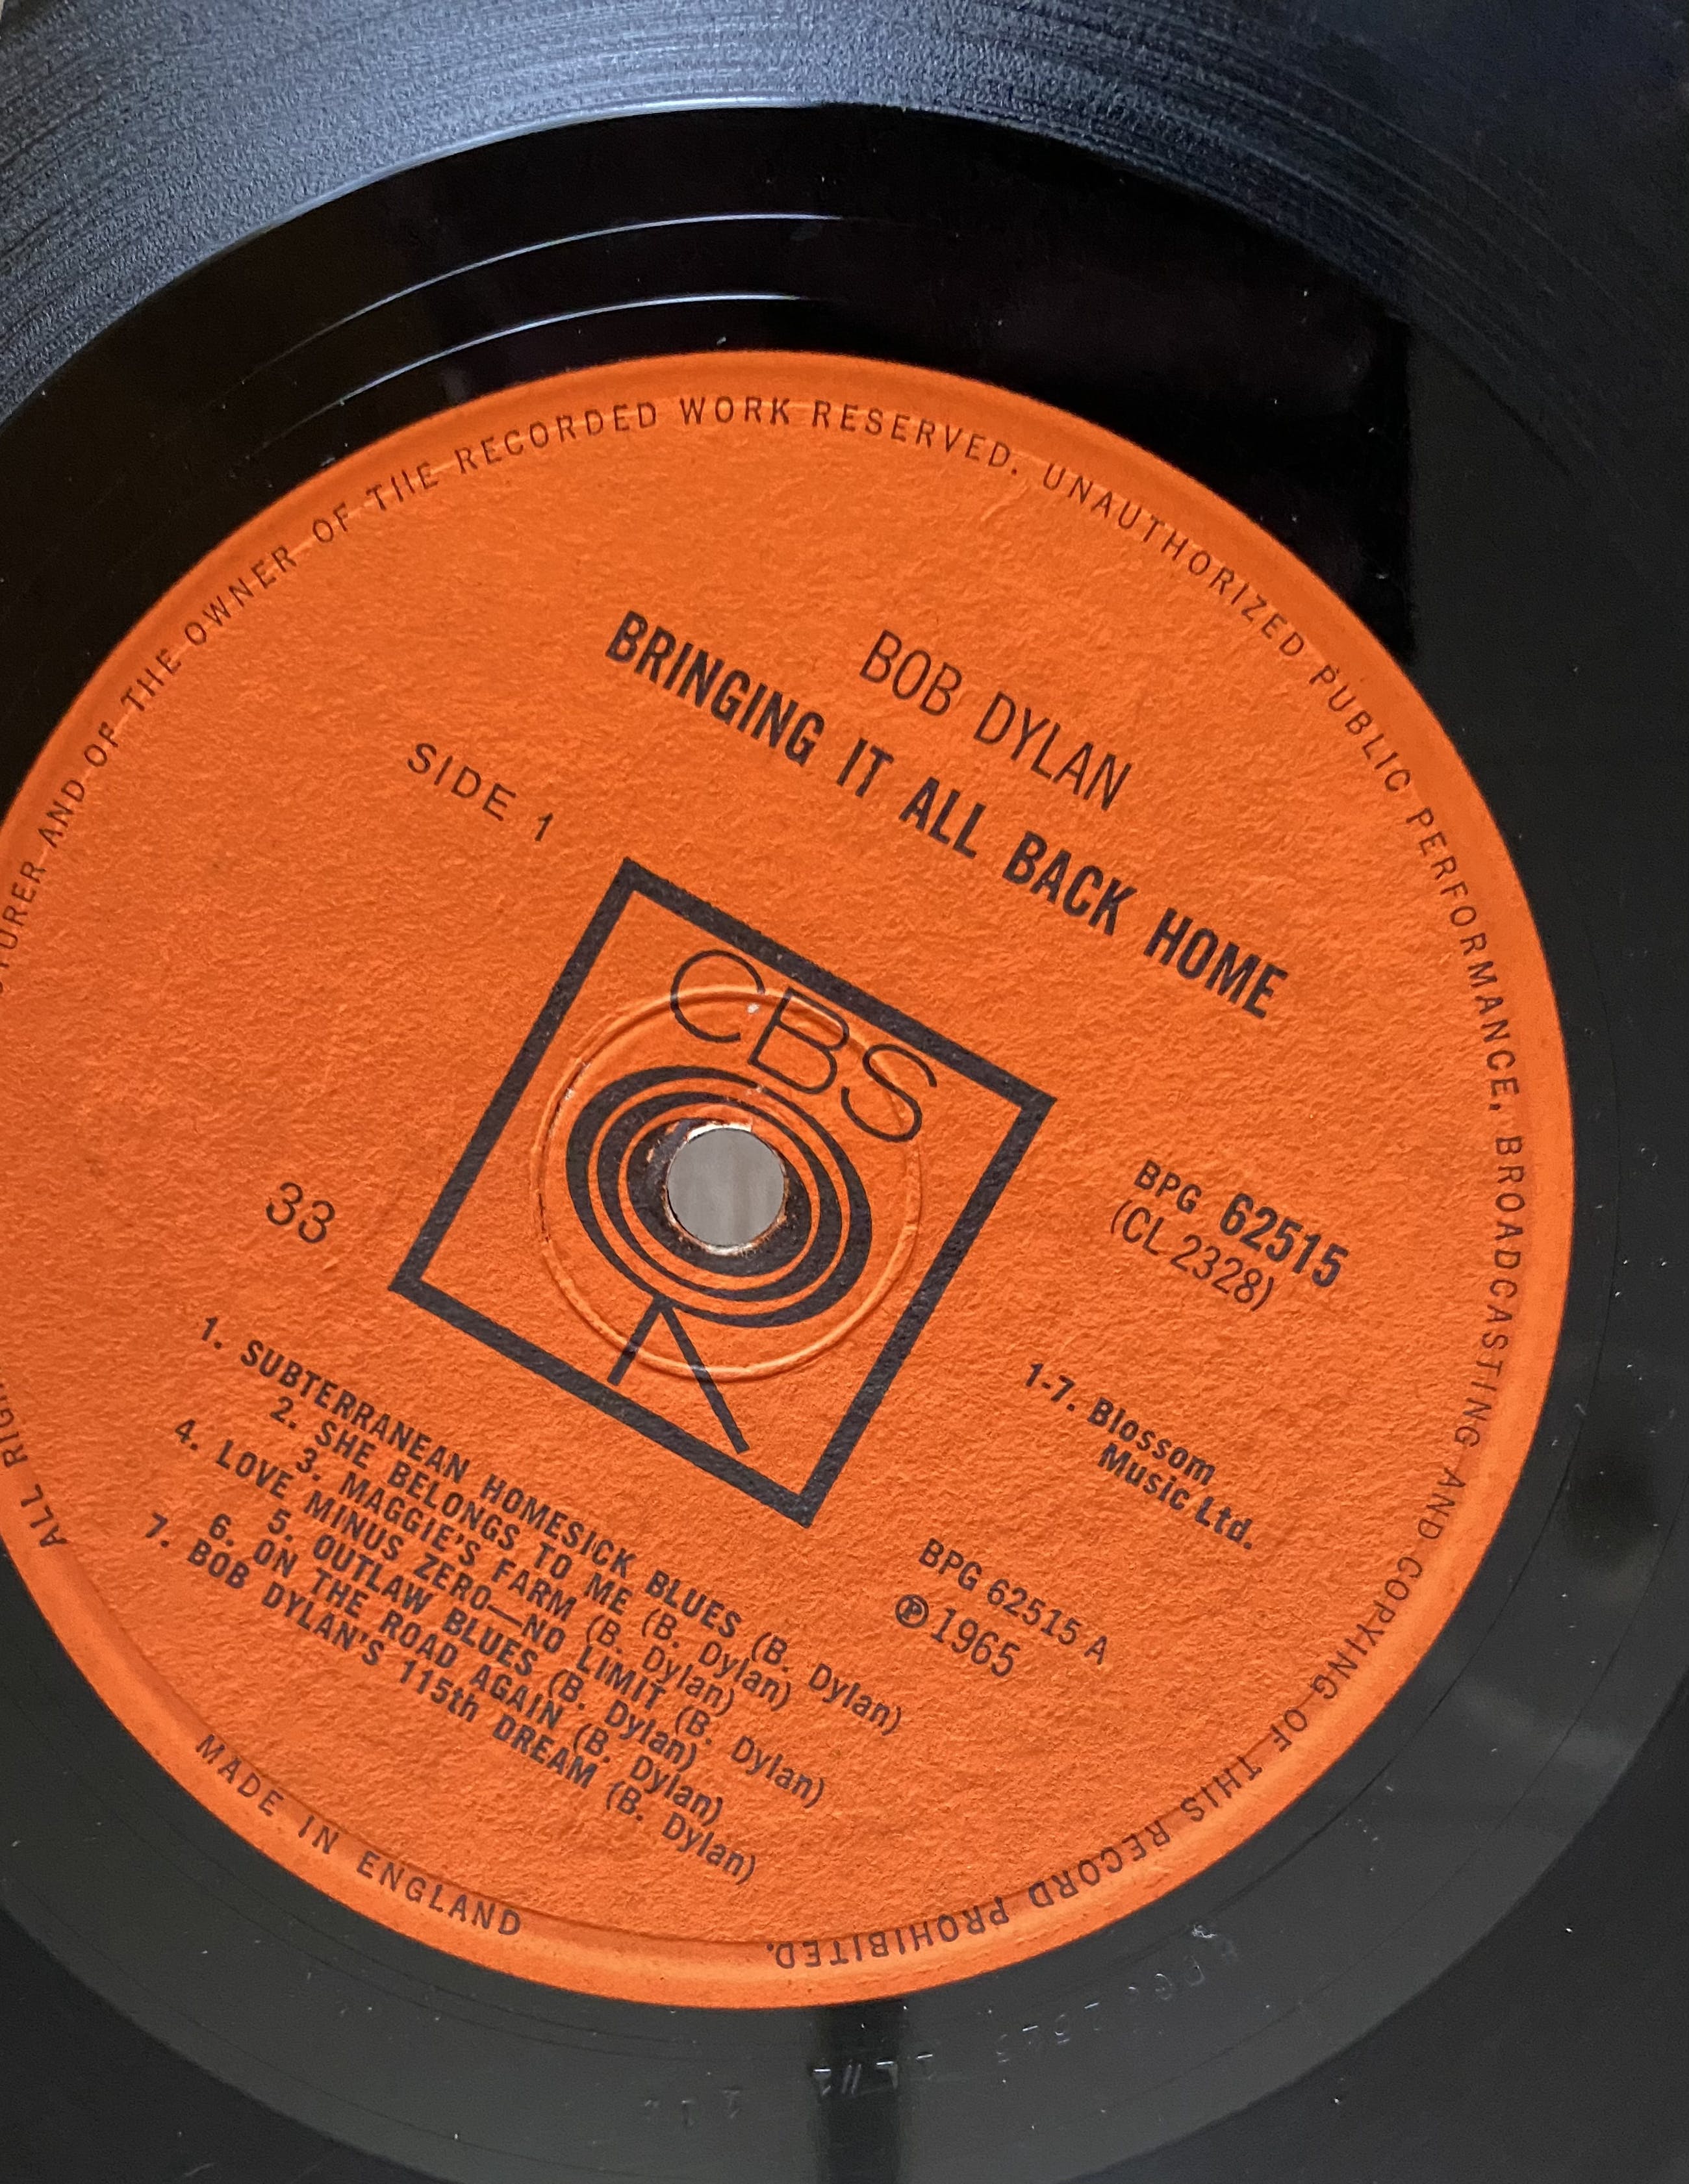 ALL RIGH
TURER AND OF THE OWNER OF THE RECORDED WORK RESERVED. UNAUTHORIZED PUBLIC PERFORMANCE, BROADCASTING AND COPYING OF THIS RECORD PROHIBITED.
BOB DYLAN
BRINGING IT ALL BACK HOME
SIDE 1
CBS
33
BPG 62515
(CL 2328)
1-7. Blossom
Music Ltd.
BPG 62515 A
℗ 1965
1. SUBTERRANEAN HOMESICK BLUES (B. Dylan)
2. SHE BELONGS TO ME (B. Dylan)
3. MAGGIE'S FARM (B. Dylan)
4. LOVE MINUS ZERO—NO LIMIT (B. Dylan)
5. OUTLAW BLUES (B. Dylan)
6. ON THE ROAD AGAIN (B. Dylan)
7. BOB DYLAN'S 115th DREAM (B. Dylan)
MADE IN ENGLAND